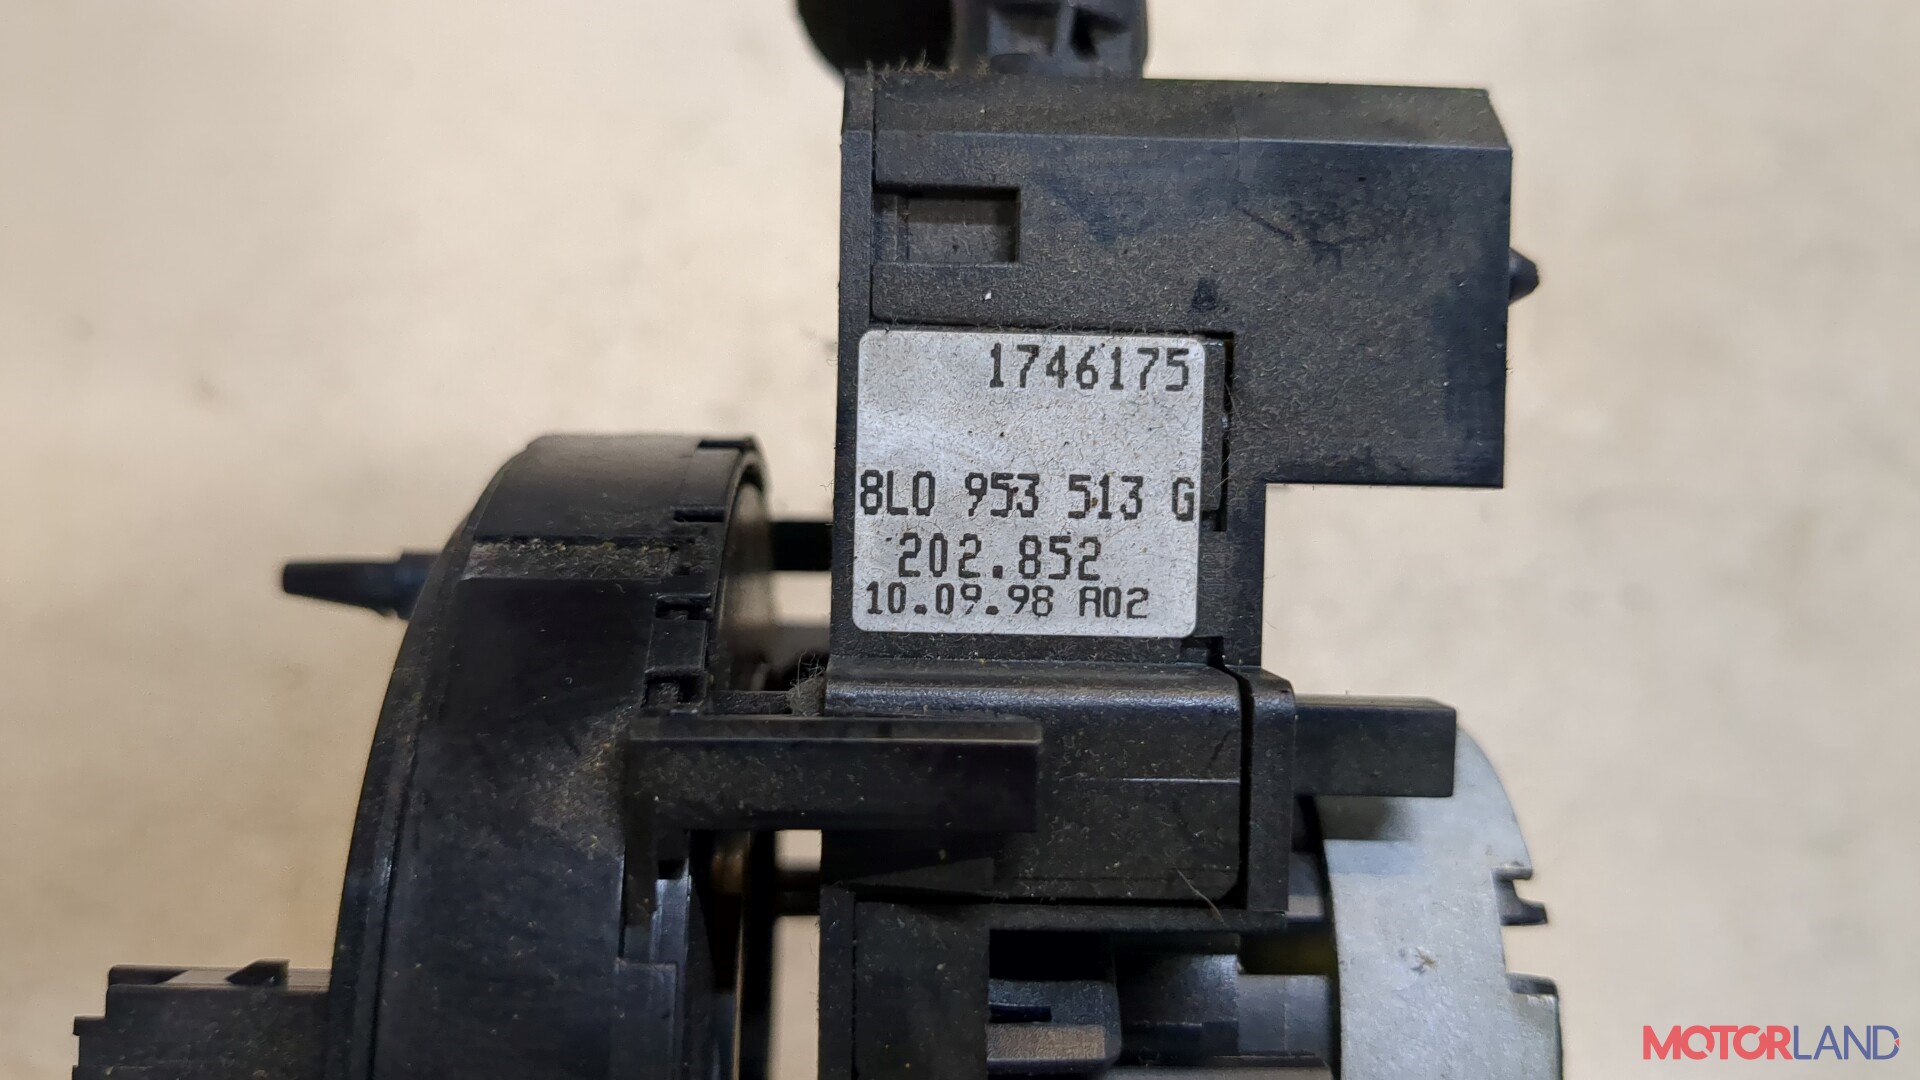 1746175
8L0 953 513 G
202.852
10.09.98 A02
MOTORLAND